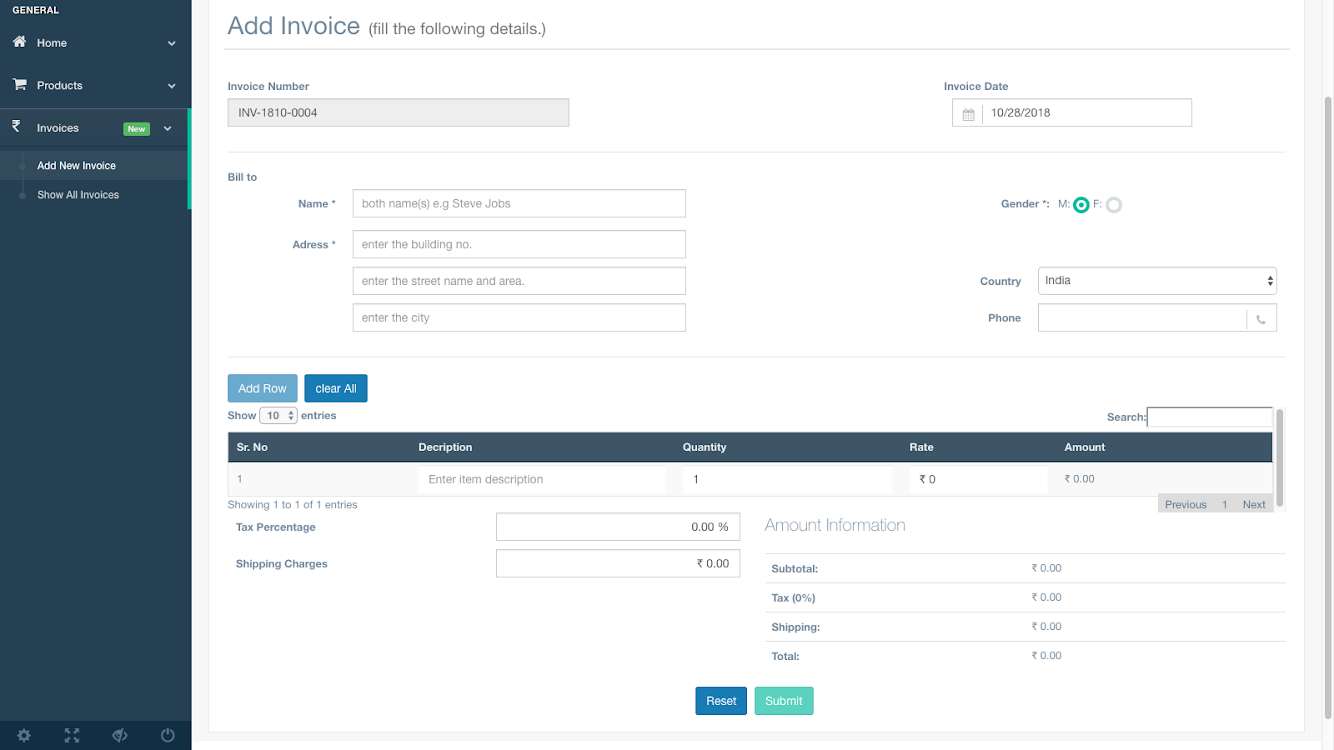 GENERAL
Home
Products
Invoices New
Add New Invoice
Show All Invoices
Add Invoice (fill the following details.)
Invoice Number
Invoice Date
INV-1810-0004
10/28/2018
Bill to
Name *
both name(s) e.g Steve Jobs
Gender *: M: F:
Adress *
enter the building no.
enter the street name and area.
Country
India
enter the city
Phone
Add Row clear All
Show 10 entries
Search:
Sr. No Decription Quantity Rate Amount
1 Enter item description 1 ₹ 0 ₹ 0.00
Showing 1 to 1 of 1 entries
Previous 1 Next
Tax Percentage 0.00 %
Shipping Charges ₹ 0.00
Amount Information
Subtotal: ₹ 0.00
Tax (0%) ₹ 0.00
Shipping: ₹ 0.00
Total: ₹ 0.00
Reset Submit